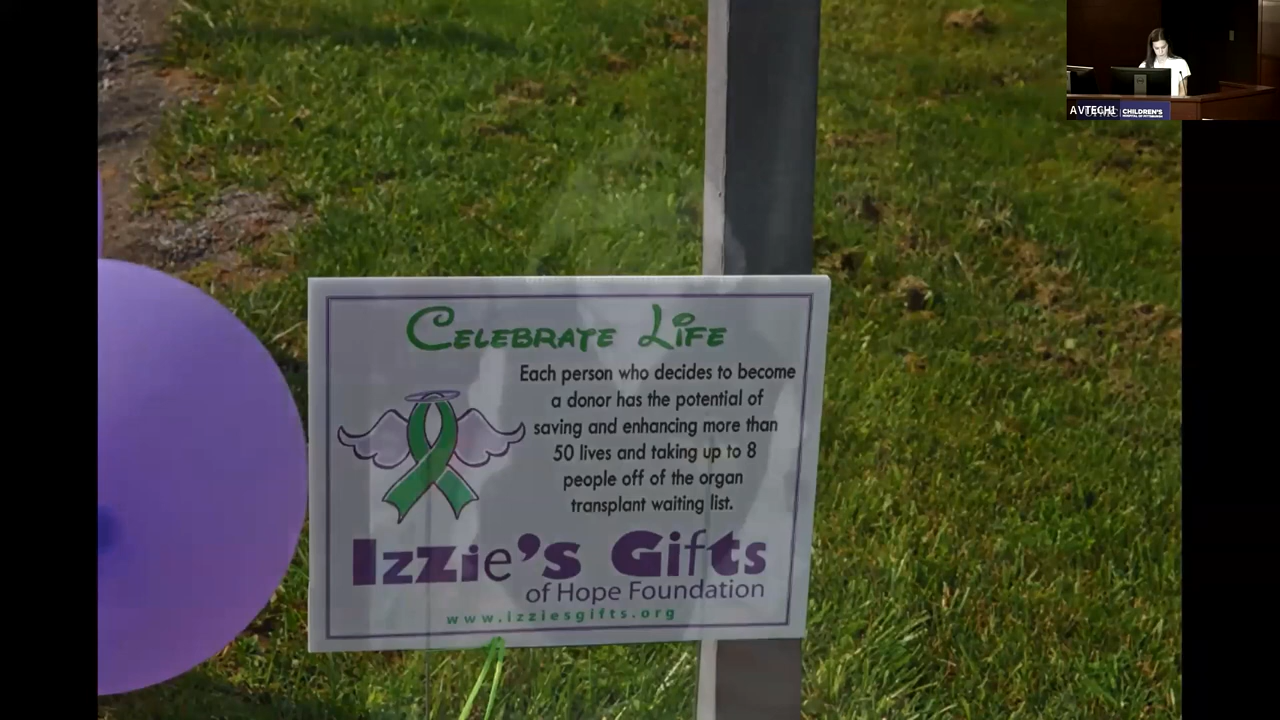 AVTECH
CHILDREN'S
Celebrate Life
Each person who decides to become
a donor has the potential of
saving and enhancing more than
50 lives and taking up to 8
people off of the organ
transplant waiting list.
Izzie's Gifts
of Hope Foundation
www.izziesgifts.org